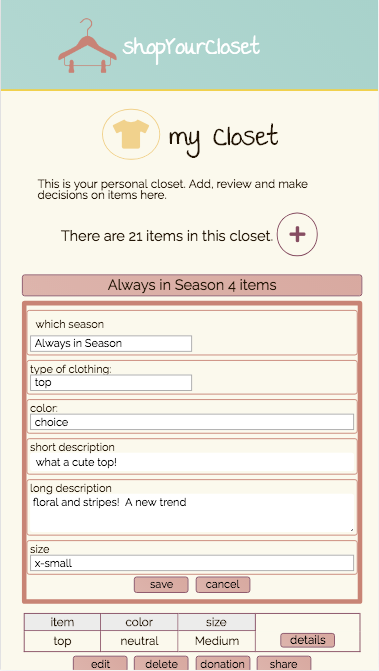 shopYourCloset
my Closet
This is your personal closet. Add, review and make
decisions on items here.
There are 21 items in this closet.
Always in Season 4 items
which season
Always in Season
type of clothing:
top
color:
choice
short description
what a cute top!
long description
floral and stripes! A new trend
size
x-small
save cancel
item color size
top neutral Medium details
edit delete donation share